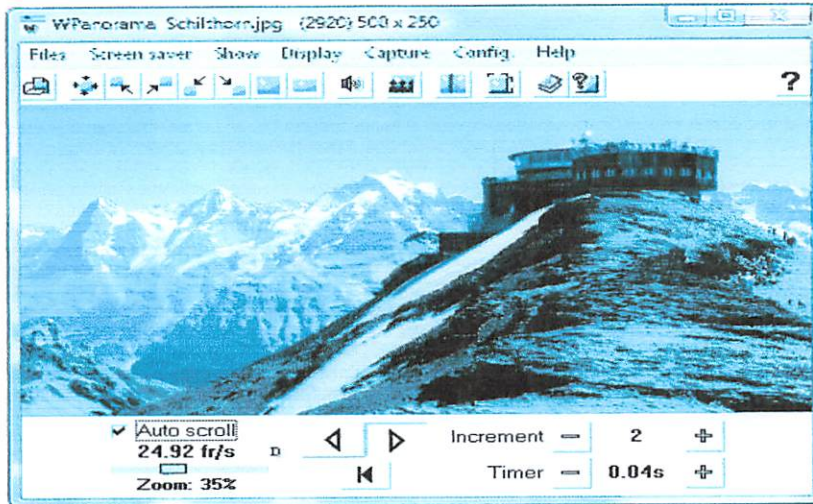 WPanorama Schilthorn.jpg (2920) 500 x 250
Files Screen saver Show Display Capture Config. Help
?
Auto scroll
24.92 fr/s D
Zoom: 35%
Increment 2
Timer 0.04s